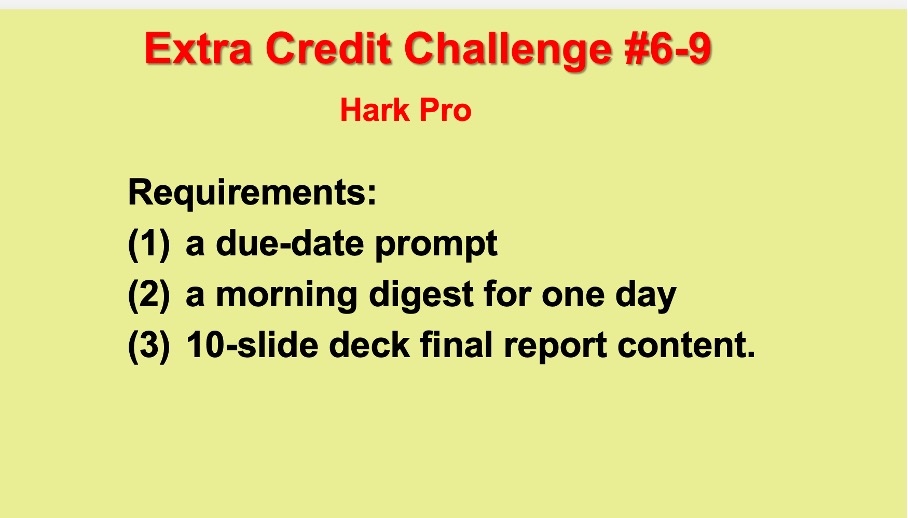 Extra Credit Challenge #6-9
Hark Pro
Requirements:
(1) a due-date prompt
(2) a morning digest for one day
(3) 10-slide deck final report content.